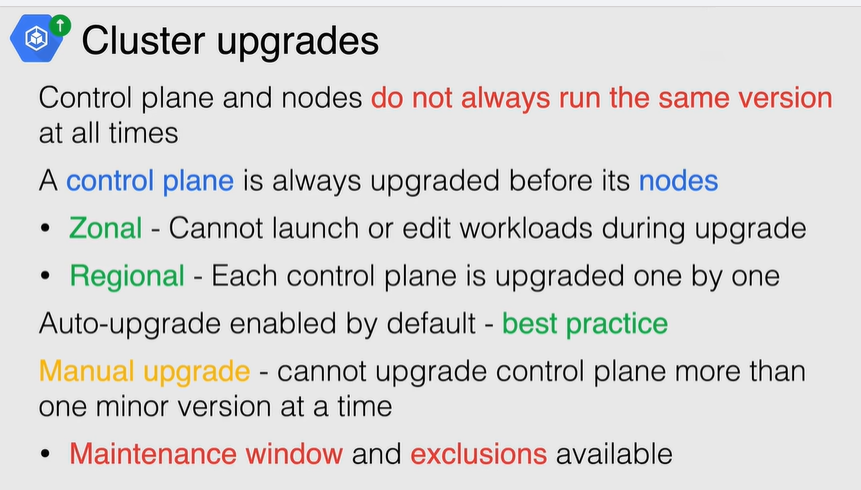 Cluster upgrades
Control plane and nodes do not always run the same version
at all times
A control plane is always upgraded before its nodes
• Zonal - Cannot launch or edit workloads during upgrade
• Regional - Each control plane is upgraded one by one
Auto-upgrade enabled by default - best practice
Manual upgrade - cannot upgrade control plane more than
one minor version at a time
• Maintenance window and exclusions available